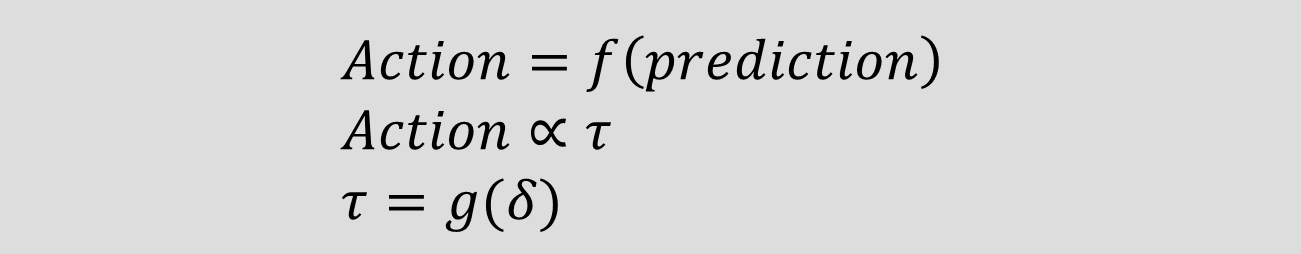 Action = f(prediction)
Action ∝ τ
τ = g(δ)